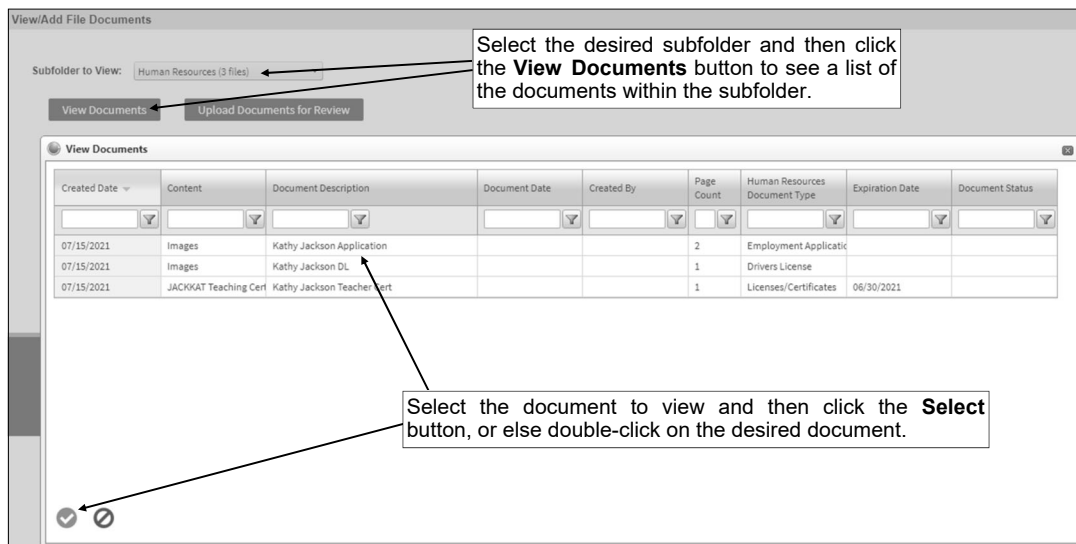 View/Add File Documents
Select the desired subfolder and then click
the View Documents button to see a list of
the documents within the subfolder.
Subfolder to View: Human Resources (3 files)
View Documents Upload Documents for Review
View Documents
Created Date Content Document Description Document Date Created By Page Count Human Resources Document Type Expiration Date Document Status
07/15/2021 Images Kathy Jackson Application 2 Employment Applicatic
07/15/2021 Images Kathy Jackson DL 1 Drivers License
07/15/2021 JACKKAT Teaching Cert Kathy Jackson Teacher Cert 1 Licenses/Certificates 06/30/2021
Select the document to view and then click the Select
button, or else double-click on the desired document.